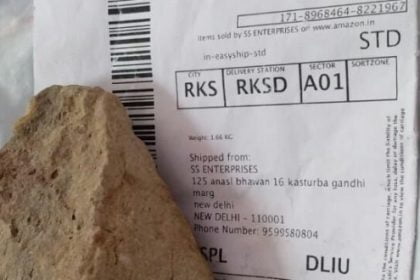 171-8968464-8221967
Items sold by SS ENTERPRISES on www.amazon.in
in-easyship-std
STD
CITY DELIVERY STATION SECTOR SORTZONE
RKS RKSD A01
Weight: 1.66 KG.
Shipped from:
SS ENTERPRISES
125 anasl bhavan 16 kasturba gandhi
marg
new delhi
NEW DELHI - 110001
Phone Number: 9599580804
SPL DLIU